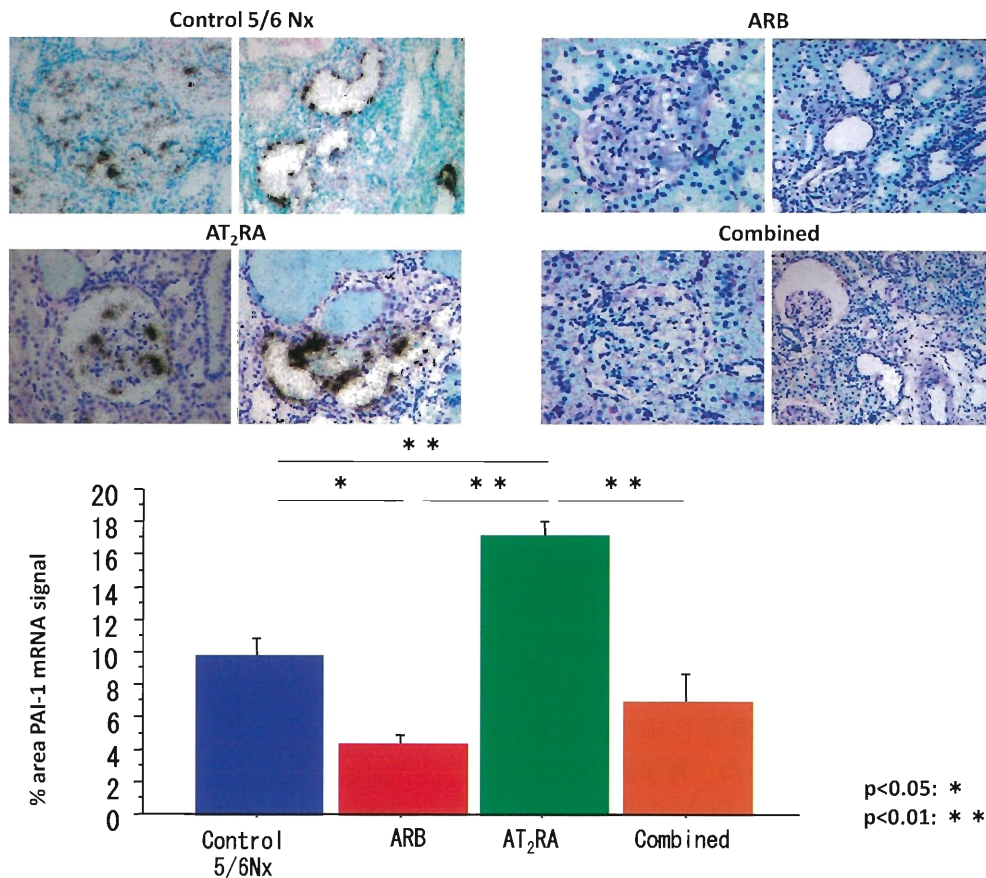 Control 5/6 Nx
ARB
AT₂RA
Combined
* *
*
* *
* *
% area PAI-1 mRNA signal
20
18
16
14
12
10
8
6
4
2
0
Control
5/6Nx
ARB
AT₂RA
Combined
p<0.05: *
p<0.01: * *